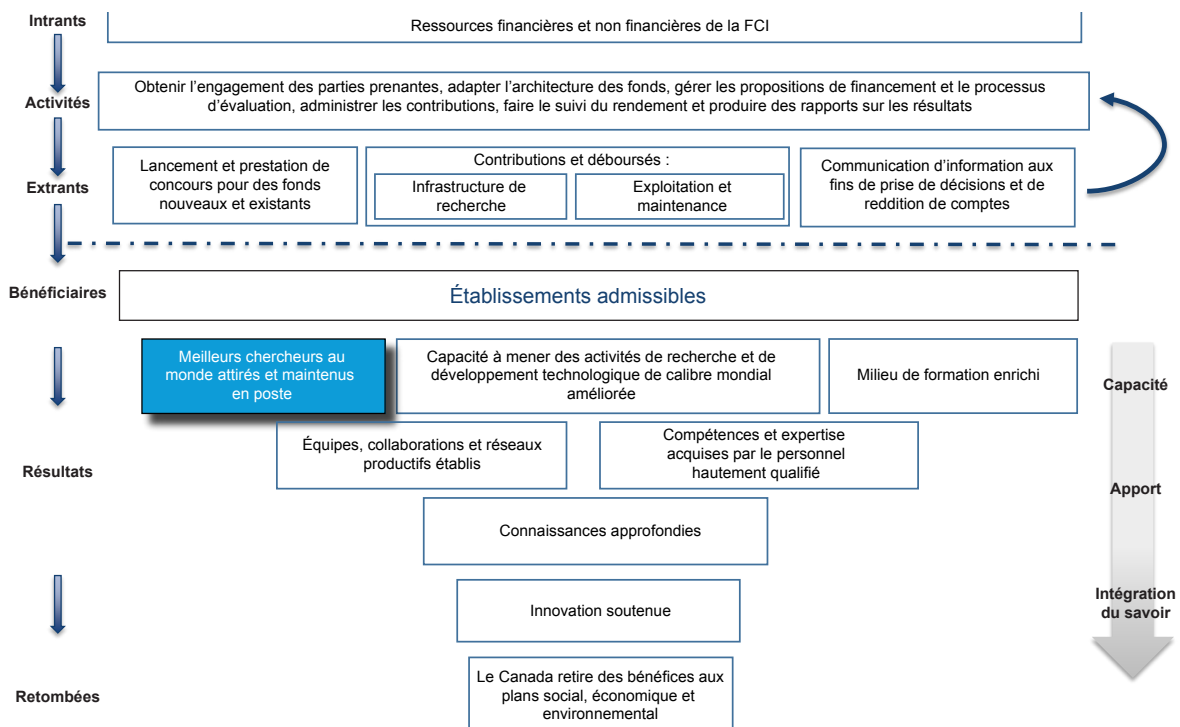 Intrants
Ressources financières et non financières de la FCI
Activités
Obtenir l’engagement des parties prenantes, adapter l’architecture des fonds, gérer les propositions de financement et le processus
d’évaluation, administrer les contributions, faire le suivi du rendement et produire des rapports sur les résultats
Extrants
Lancement et prestation de
concours pour des fonds
nouveaux et existants
Contributions et déboursés :
Infrastructure de
recherche
Exploitation et
maintenance
Communication d’information aux
fins de prise de décisions et de
reddition de comptes
Bénéficiaires
Établissements admissibles
Meilleurs chercheurs au
monde attirés et maintenus
en poste
Capacité à mener des activités de recherche et de
développement technologique de calibre mondial
améliorée
Milieu de formation enrichi
Capacité
Résultats
Équipes, collaborations et réseaux
productifs établis
Compétences et expertise
acquises par le personnel
hautement qualifié
Apport
Connaissances approfondies
Innovation soutenue
Intégration
du savoir
Retombées
Le Canada retire des bénéfices aux
plans social, économique et
environnemental